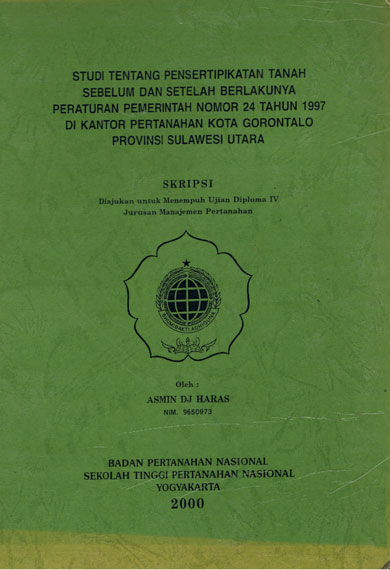 STUDI TENTANG PENSERTIPIKATAN TANAH
SEBELUM DAN SETELAH BERLAKUNYA
PERATURAN PEMERINTAH NOMOR 24 TAHUN 1997
DI KANTOR PERTANAHAN KOTA GORONTALO
PROVINSI SULAWESI UTARA
SKRIPSI
Diajukan untuk Menempuh Ujian Diploma IV
Jurusan Manajemen Pertanahan
Oleh :
ASMIN DJ HARAS
NIM. 9650973
BADAN PERTANAHAN NASIONAL
SEKOLAH TINGGI PERTANAHAN NASIONAL
YOGYAKARTA
2000